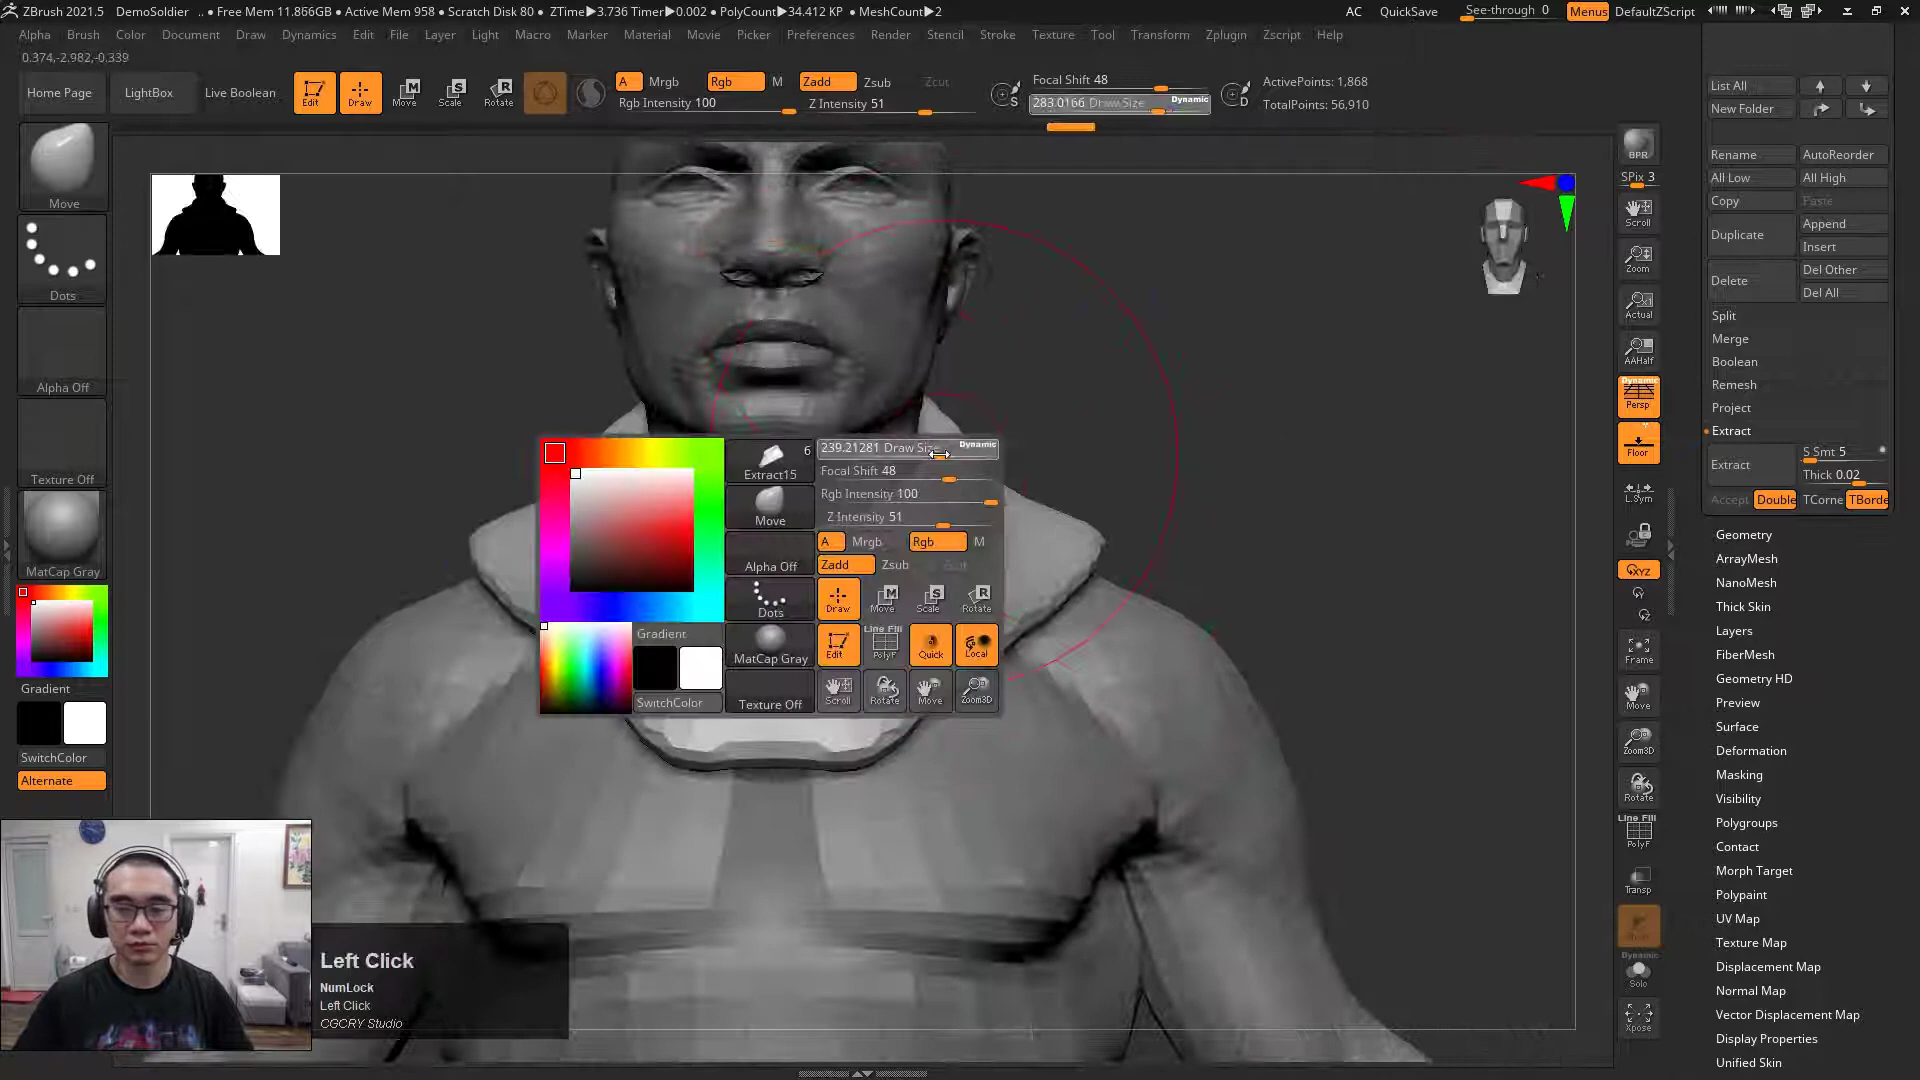 ZBrush 2021.5 DemoSoldier .. • Free Mem 11.866GB • Active Mem 958 • Scratch Disk 80 • ZTime▶3.736 Timer▶0.002 • PolyCount▶34.412 KP • MeshCount▶2
AC QuickSave See-through 0 Menus DefaultZScript
Alpha Brush Color Document Draw Dynamics Edit File Layer Light Macro Marker Material Movie Picker Preferences Render Stencil Stroke Texture Tool Transform Zplugin Zscript Help
0.374,-2.982,-0.339
Home Page LightBox Live Boolean Edit Draw Move Scale Rotate
A Mrgb Rgb M Zadd Zsub Zcut
Rgb Intensity 100 Z Intensity 51
Focal Shift 48
283.0166 Draw Size Dynamic
ActivePoints: 1,868
TotalPoints: 56,910
Move
Dots
Alpha Off
Texture Off
MatCap Gray
Gradient
SwitchColor
Alternate
6
Extract15
Move
Alpha Off
Dots
MatCap Gray
Texture Off
Gradient
SwitchColor
239.21281 Draw Size Dynamic
Focal Shift 48
Rgb Intensity 100
Z Intensity 51
A Mrgb Rgb M
Zadd Zsub Zcut
Draw Move Scale Rotate
Edit Line Fill PolyF Quick Local
Scroll Rotate Move Zoom3D
Left Click
NumLock
Left Click
CGCRY Studio
BPR
SPix 3
Scroll
Zoom
Actual
AAHalf
Dynamic
Persp
Floor
L.Sym
XYZ
Frame
Move
Zoom3D
Rotate
Line Fill
PolyF
Transp
Dynamic
Solo
Xpose
List All
New Folder
Rename AutoReorder
All Low All High
Copy Paste
Duplicate Append
Insert
Delete Del Other
Del All
Split
Merge
Boolean
Remesh
Project
Extract
Extract S Smt 5
Thick 0.02
Accept Double TCorne TBorde
Geometry
ArrayMesh
NanoMesh
Thick Skin
Layers
FiberMesh
Geometry HD
Preview
Surface
Deformation
Masking
Visibility
Polygroups
Contact
Morph Target
Polypaint
UV Map
Texture Map
Displacement Map
Normal Map
Vector Displacement Map
Display Properties
Unified Skin